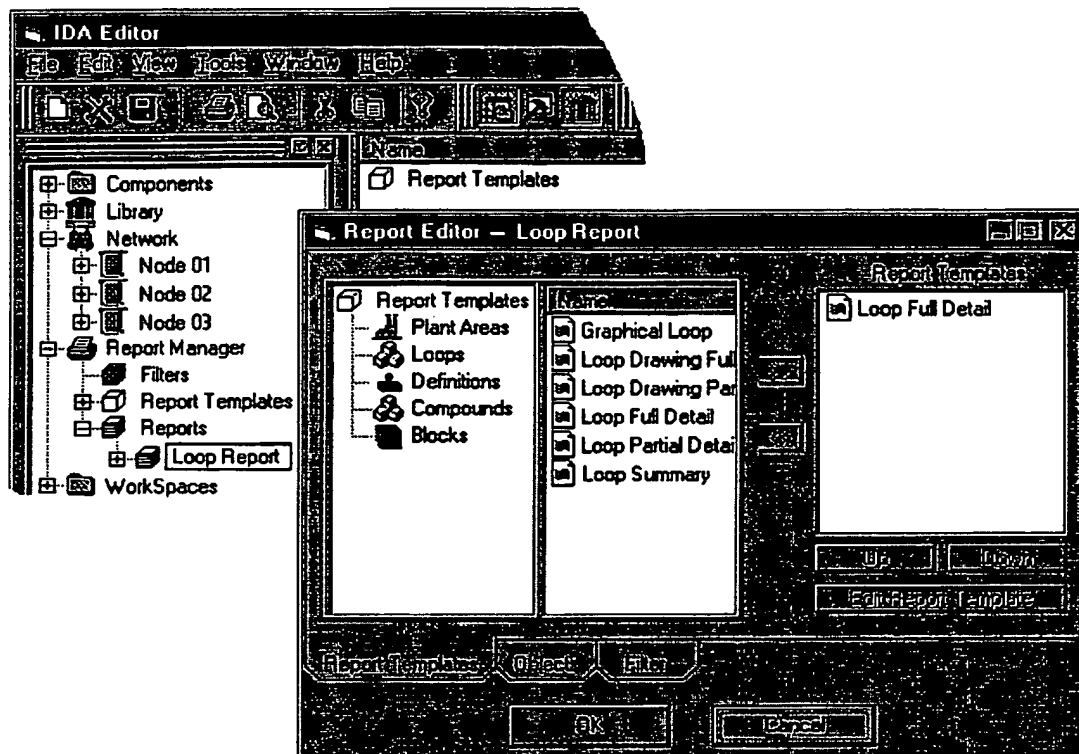 IDA Editor
File Edit View Tools Window Help
Name
Report Templates
Components
Library
Network
Node 01
Node 02
Node 03
Report Manager
Filters
Report Templates
Reports
Loop Report
WorkSpaces
Report Editor – Loop Report
Report Templates
Plant Areas
Loops
Definitions
Compounds
Blocks
Name
Graphical Loop
Loop Drawing Full
Loop Drawing Par
Loop Full Detail
Loop Partial Detai
Loop Summary
Report Templates
Loop Full Detail
Up Down
Edit Report Template
Report Templates Objects Filter
OK Cancel